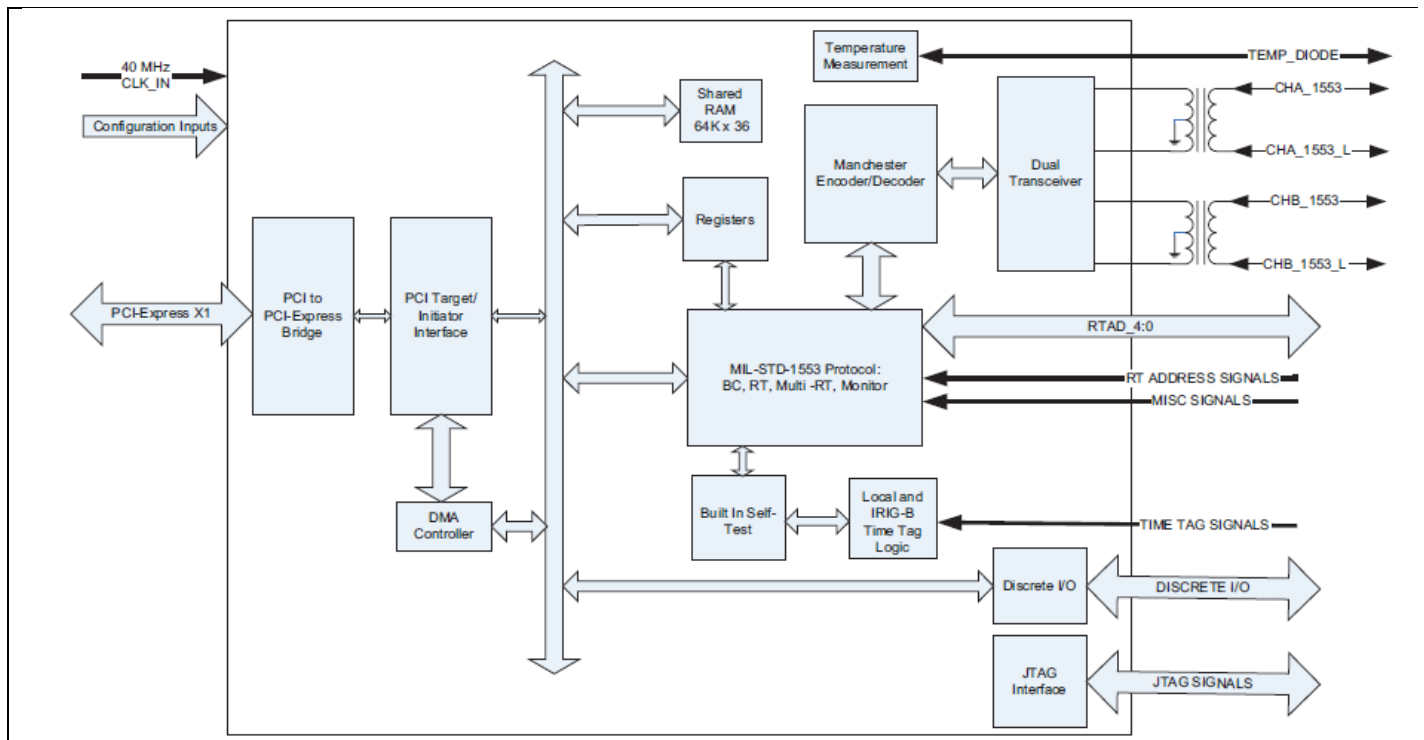 40 MHz
CLK_IN
Configuration Inputs
PCI-Express X1
PCI to
PCI-Express
Bridge
PCI Target/
Initiator
Interface
DMA
Controller
Shared
RAM
64K x 36
Registers
Temperature
Measurement
Manchester
Encoder/Decoder
Dual
Transceiver
MIL-STD-1553 Protocol:
BC, RT, Multi -RT, Monitor
Built In Self-
Test
Local and
IRIG-B
Time Tag
Logic
Discrete I/O
JTAG
Interface
TEMP_DIODE
CHA_1553
CHA_1553_L
CHB_1553
CHB_1553_L
RTAD_4:0
RT ADDRESS SIGNALS
MISC SIGNALS
TIME TAG SIGNALS
DISCRETE I/O
JTAG SIGNALS